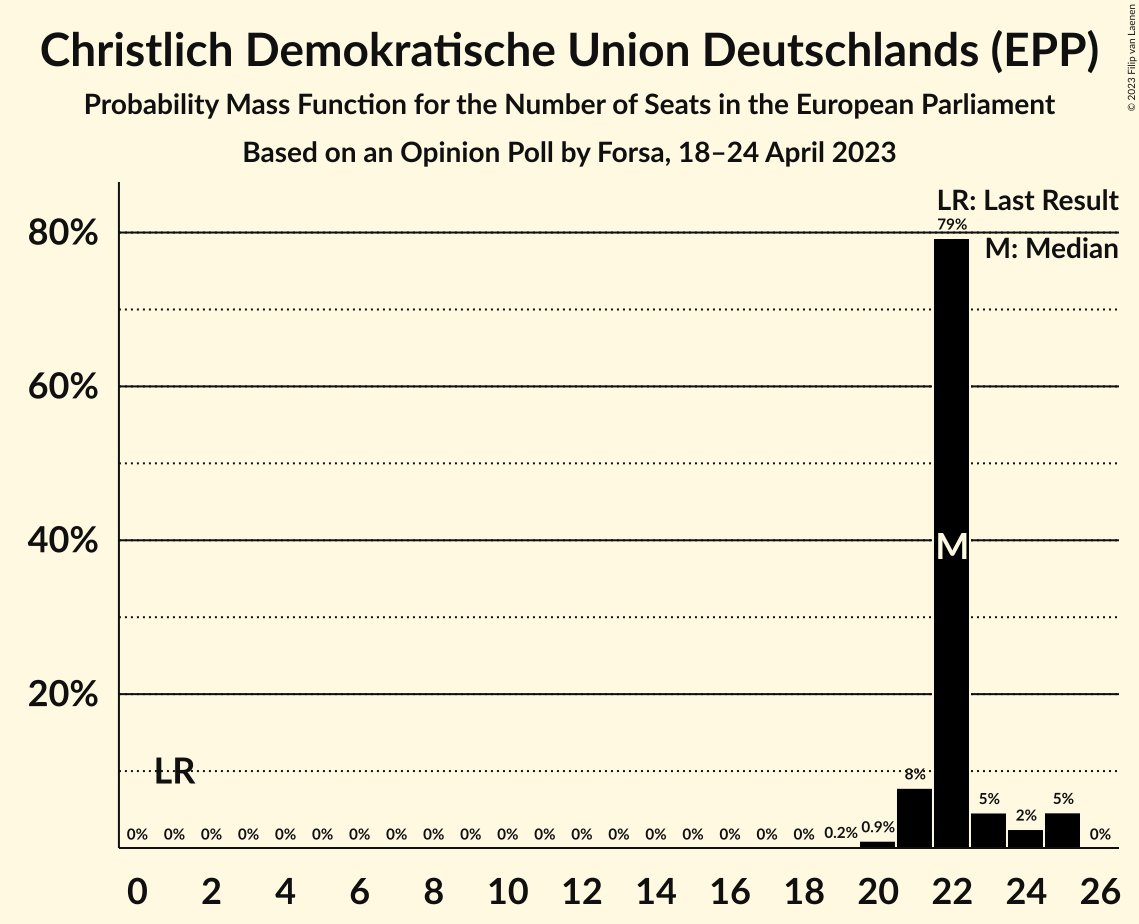 Christlich Demokratische Union Deutschlands (EPP)
Probability Mass Function for the Number of Seats in the European Parliament
Based on an Opinion Poll by Forsa, 18–24 April 2023
© 2023 Filip van Laenen
LR: Last Result
M: Median
79%
80%
60%
40%
M
20%
LR
0% 0% 0% 0% 0% 0% 0% 0% 0% 0% 0% 0% 0% 0% 0% 0% 0% 0% 0% 0.2% 0.9% 8% 5% 2% 5% 0%
0 2 4 6 8 10 12 14 16 18 20 22 24 26